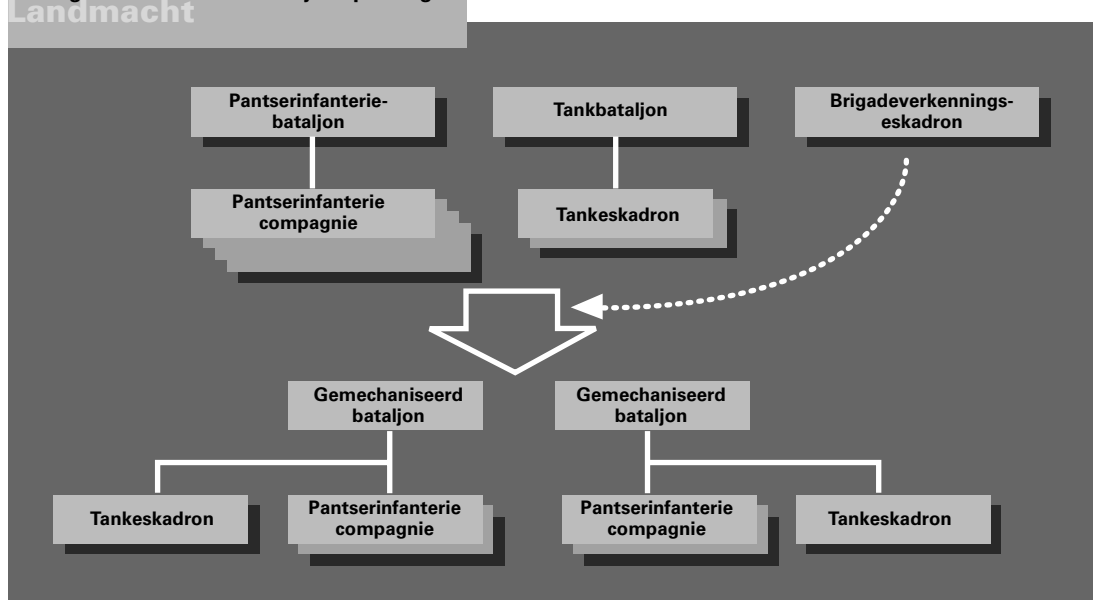 Landmacht
Pantserinfanterie-
bataljon
Tankbataljon
Brigadeverkennings-
eskadron
Pantserinfanterie
compagnie
Tankeskadron
Gemechaniseerd
bataljon
Gemechaniseerd
bataljon
Tankeskadron
Pantserinfanterie
compagnie
Pantserinfanterie
compagnie
Tankeskadron